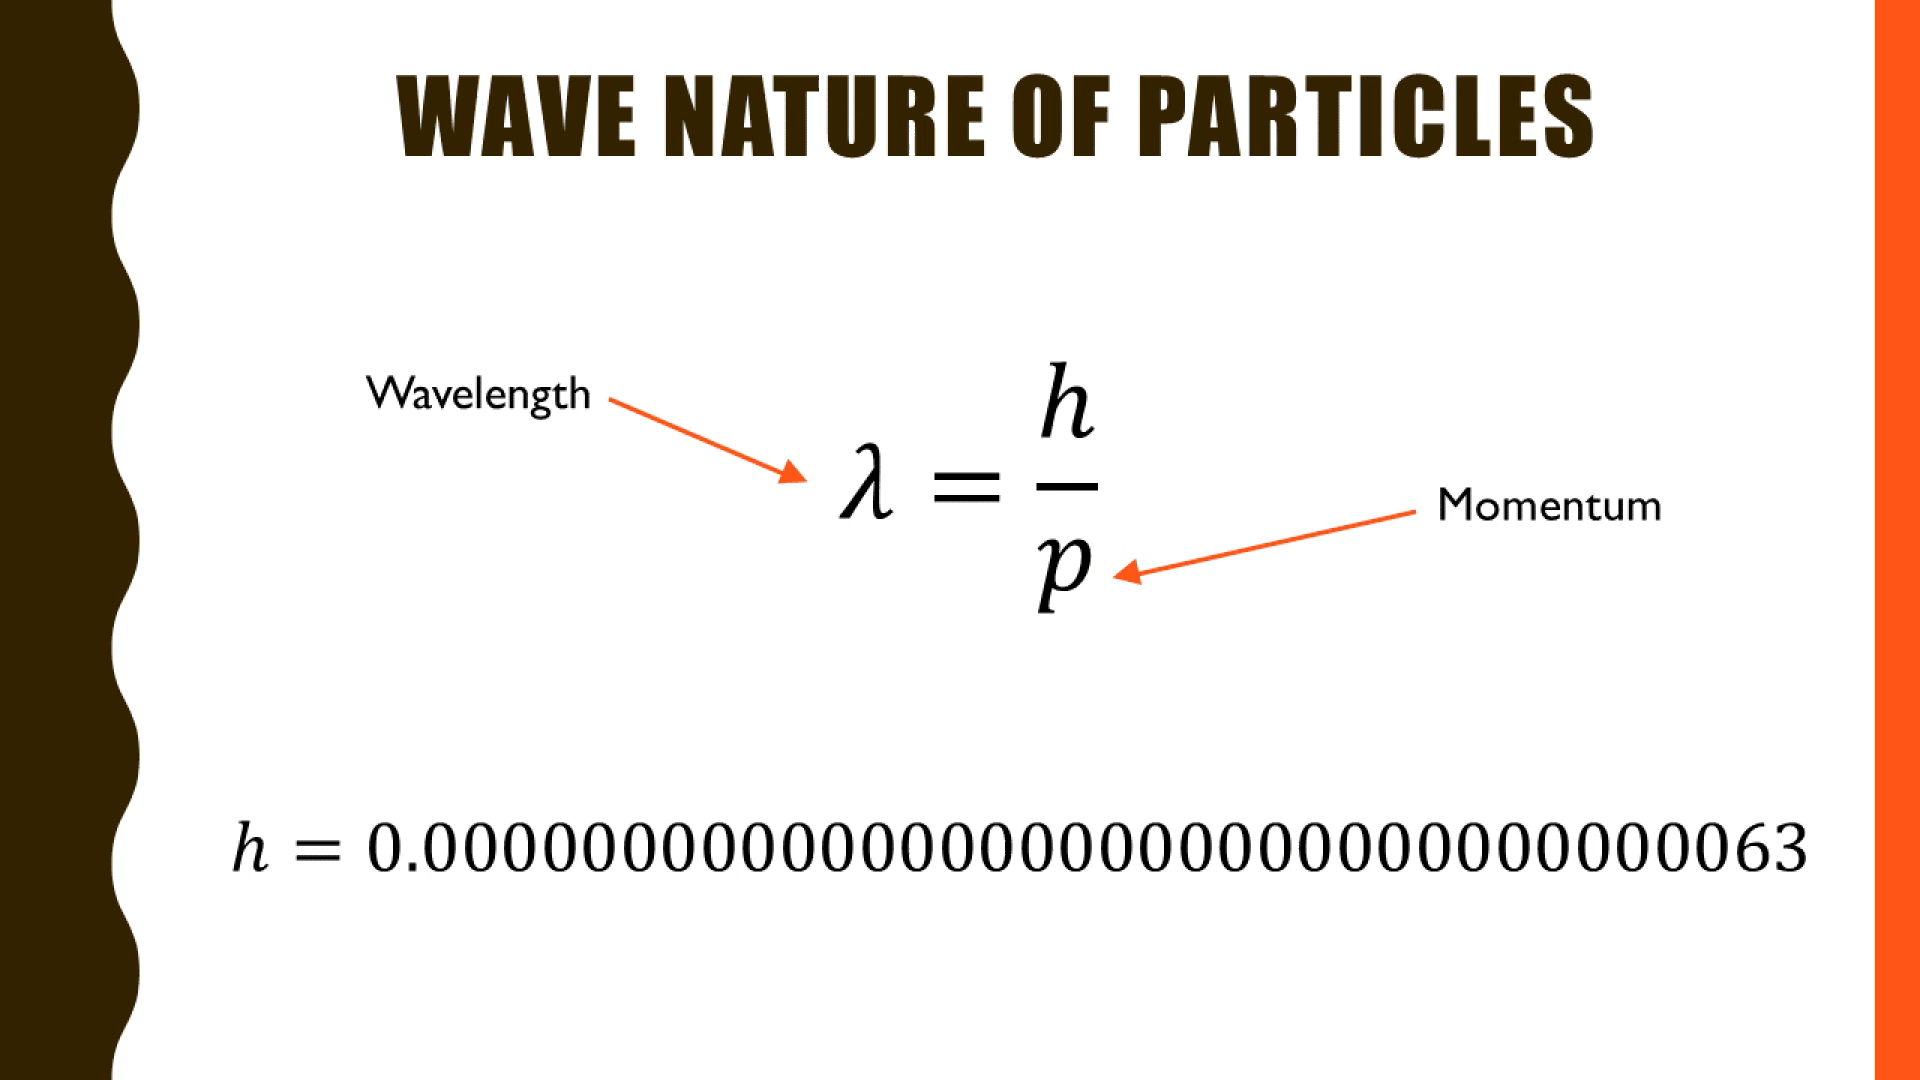 WAVE NATURE OF PARTICLES
Wavelength
λ = h/p
Momentum
h = 0.00000000000000000000000000000000063